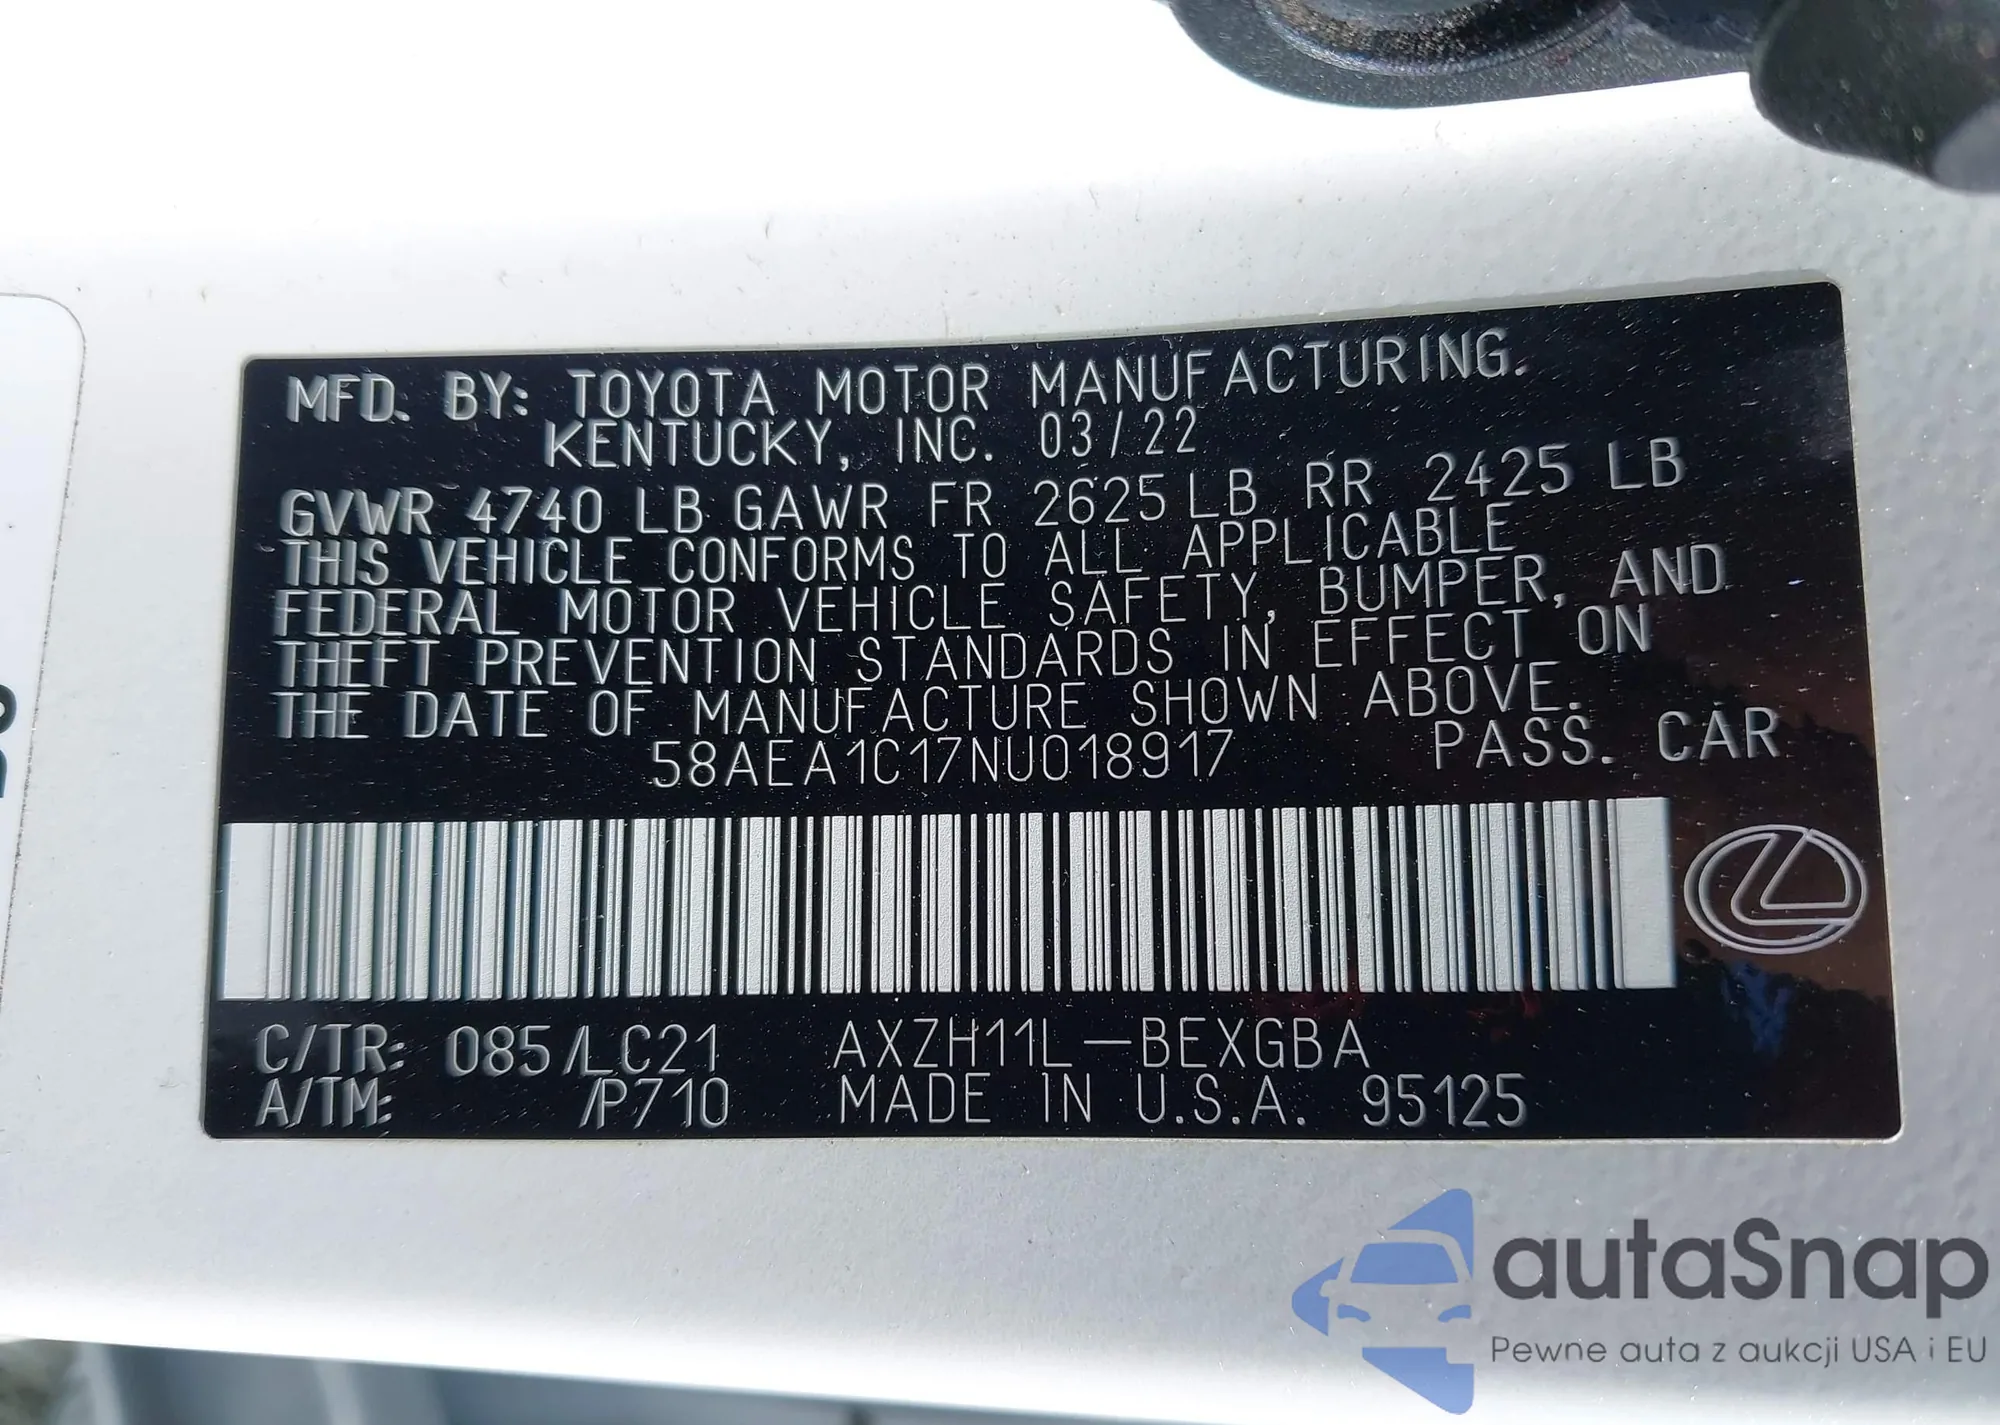 MFD. BY: TOYOTA MOTOR MANUFACTURING.
KENTUCKY, INC. 03/22
GVWR 4740 LB GAWR FR 2625 LB RR 2425 LB
THIS VEHICLE CONFORMS TO ALL APPLICABLE
FEDERAL MOTOR VEHICLE SAFETY, BUMPER, AND
THEFT PREVENTION STANDARDS IN EFFECT ON
THE DATE OF MANUFACTURE SHOWN ABOVE.
58AEA1C17NU018917 PASS. CAR
C/TR: 085/LC21 AXZH11L-BEXGBA
A/TM: /P710 MADE IN U.S.A. 95125
autaSnap
Pewne auta z aukcji USA i EU